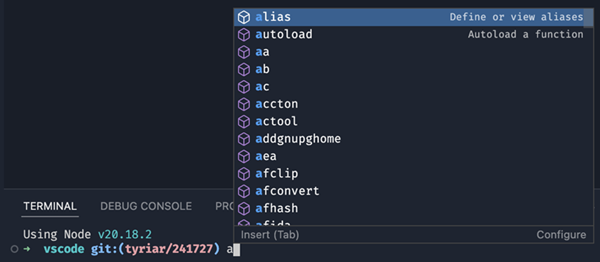 alias Define or view aliases
autoload Autoload a function
aa
ab
ac
accton
actool
addgnupghome
aea
afclip
afconvert
afhash
afida
Insert (Tab) Configure
TERMINAL DEBUG CONSOLE PRO
Using Node v20.18.2
➜ vscode git:(tyriar/241727) a